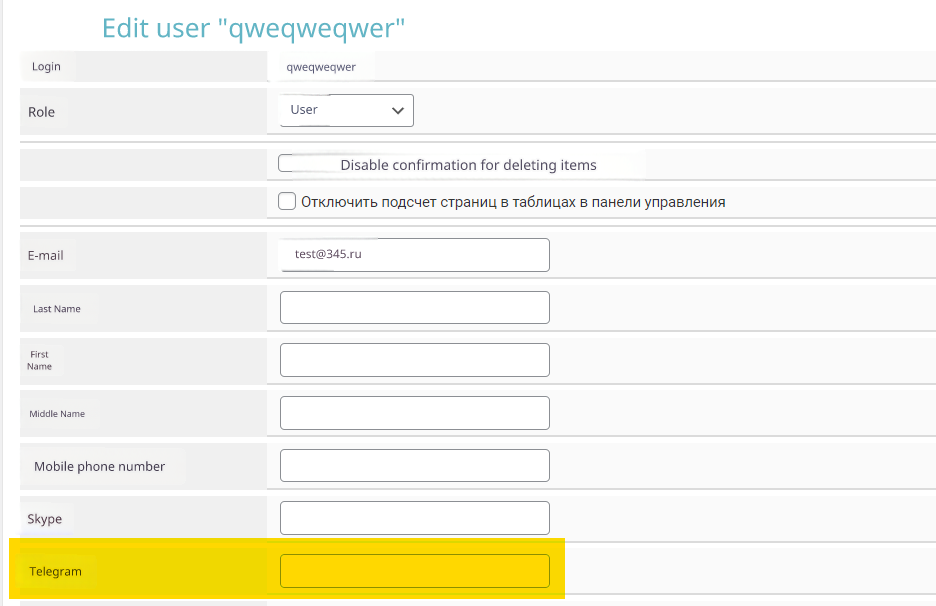 Edit user "qweqweqwer"
Login qweqweqwer
Role User
Disable confirmation for deleting items
Отключить подсчет страниц в таблицах в панели управления
E-mail test@345.ru
Last Name
First
Name
Middle Name
Mobile phone number
Skype
Telegram